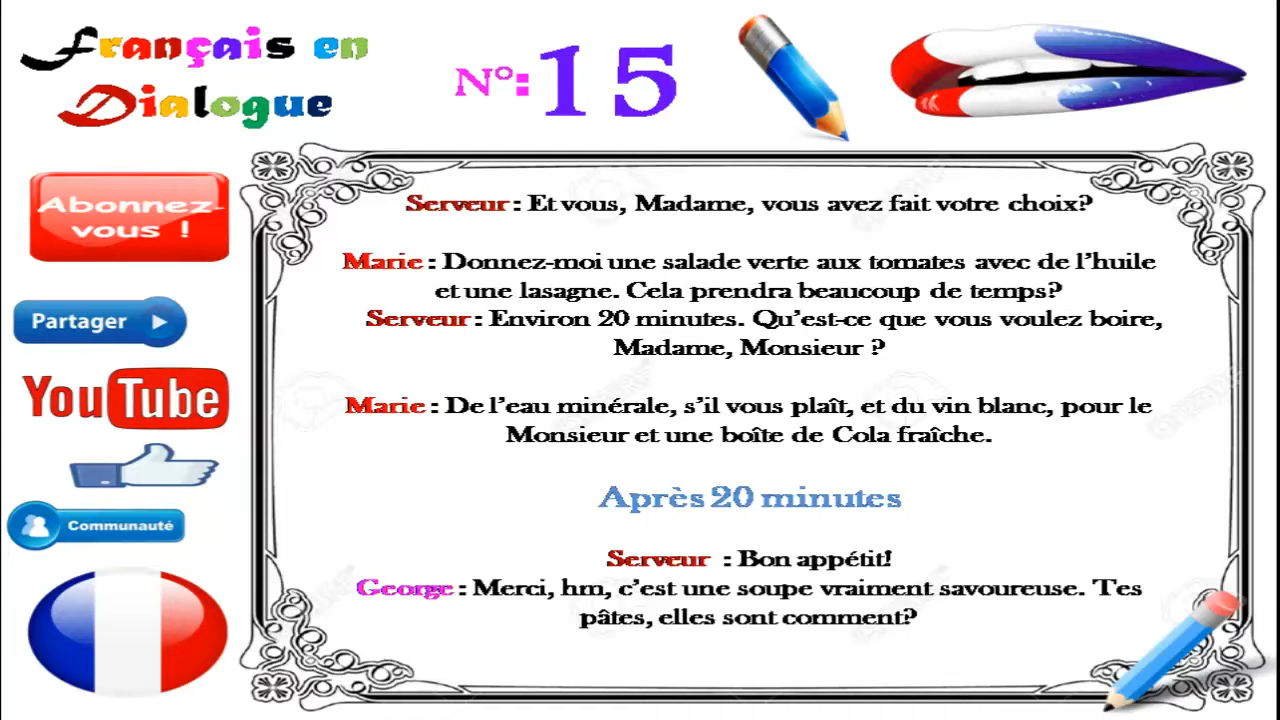 Français en
Dialogue
N°:15
Abonnez-
vous !
Partager
YouTube
Communauté
Serveur : Et vous, Madame, vous avez fait votre choix?
Marie : Donnez-moi une salade verte aux tomates avec de l'huile
et une lasagne. Cela prendra beaucoup de temps?
Serveur : Environ 20 minutes. Qu'est-ce que vous voulez boire,
Madame, Monsieur ?
Marie : De l'eau minérale, s'il vous plaît, et du vin blanc, pour le
Monsieur et une boîte de Cola fraîche.
Après 20 minutes
Serveur : Bon appétit!
George : Merci, hm, c'est une soupe vraiment savoureuse. Tes
pâtes, elles sont comment?